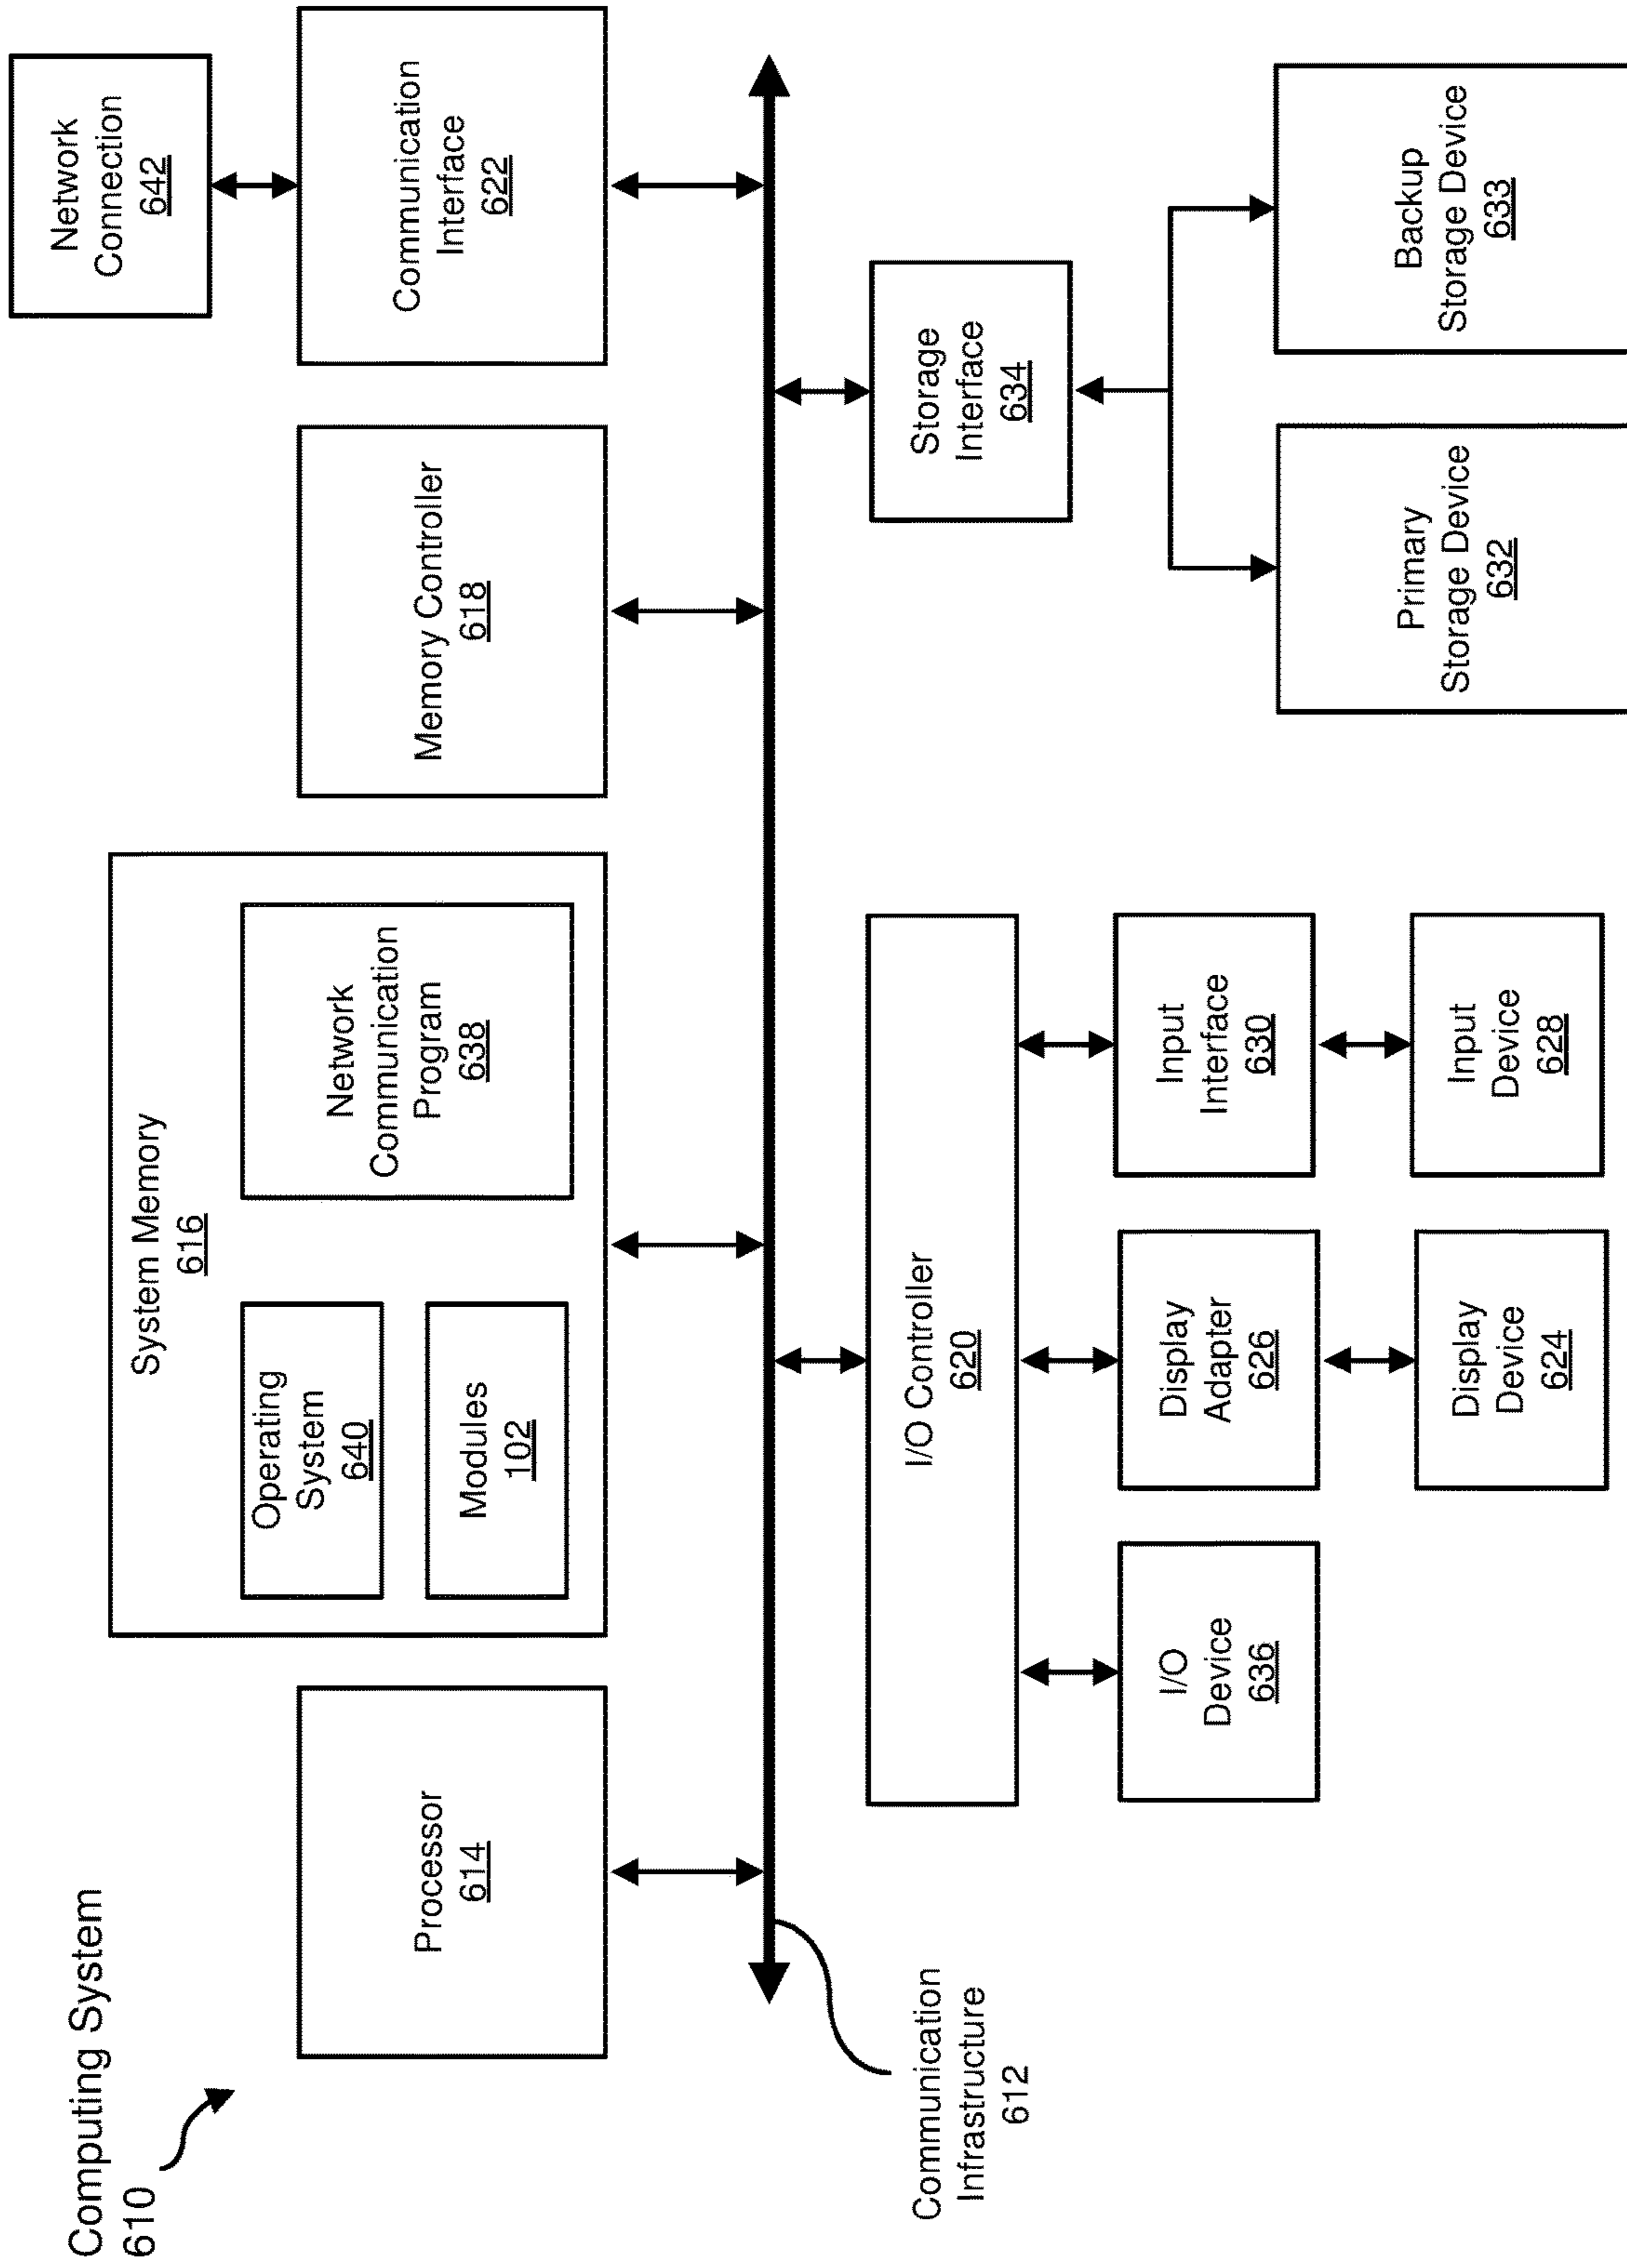 Computing System
610
Processor
614
System Memory
616
Operating
System
640
Modules
102
Network
Communication
Program
638
Memory Controller
618
Communication
Interface
622
Network
Connection
642
Communication
Infrastructure
612
I/O Controller
620
I/O
Device
636
Display
Adapter
626
Display
Device
624
Input
Interface
630
Input
Device
628
Storage
Interface
634
Primary
Storage Device
632
Backup
Storage Device
633